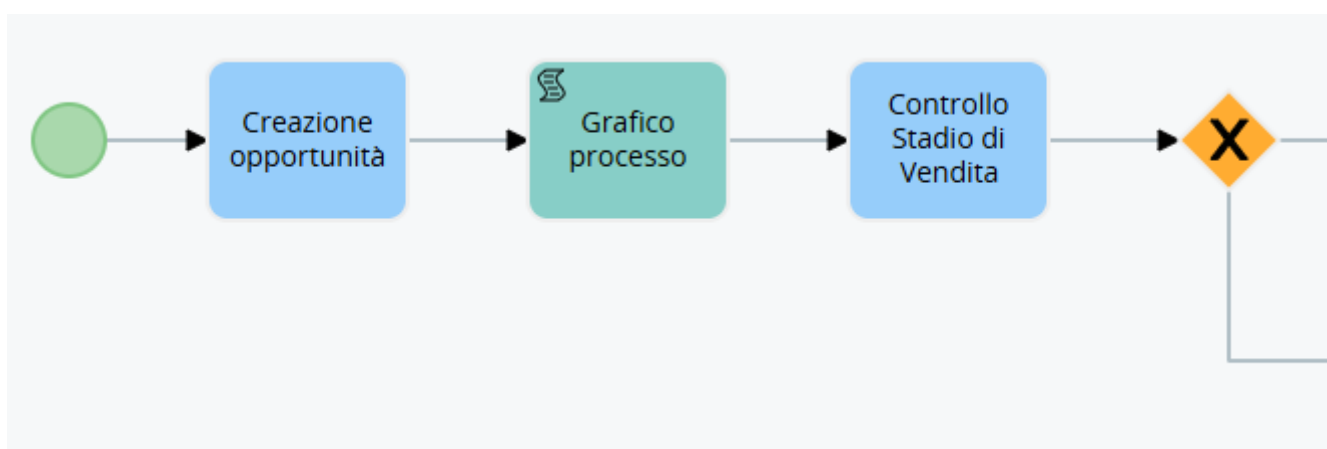 Creazione
opportunità
Grafico
processo
Controllo
Stadio di
Vendita
X